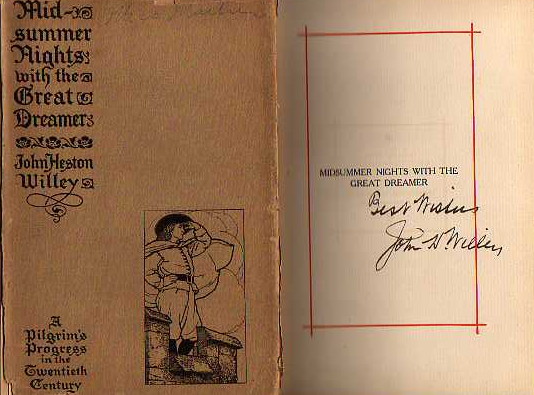 Mid-
summer
Nights
with the
Great
Dreamer
John Heston
Willey
A
Pilgrim's
Progress
in the
Twentieth
Century
MIDSUMMER NIGHTS WITH THE
GREAT DREAMER
Best Wishes
John H. Willey